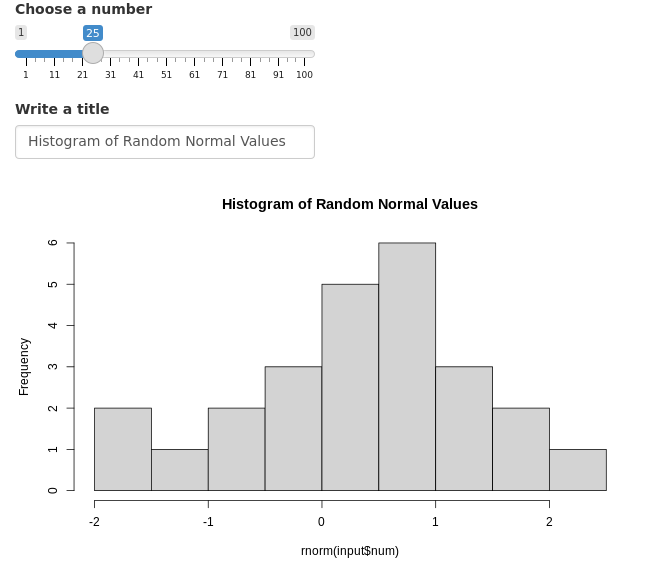 Choose a number
1 25 100
1 11 21 31 41 51 61 71 81 91 100
Write a title
Histogram of Random Normal Values
Histogram of Random Normal Values
6
5
4
3
2
1
0
Frequency
-2 -1 0 1 2
rnorm(input$num)